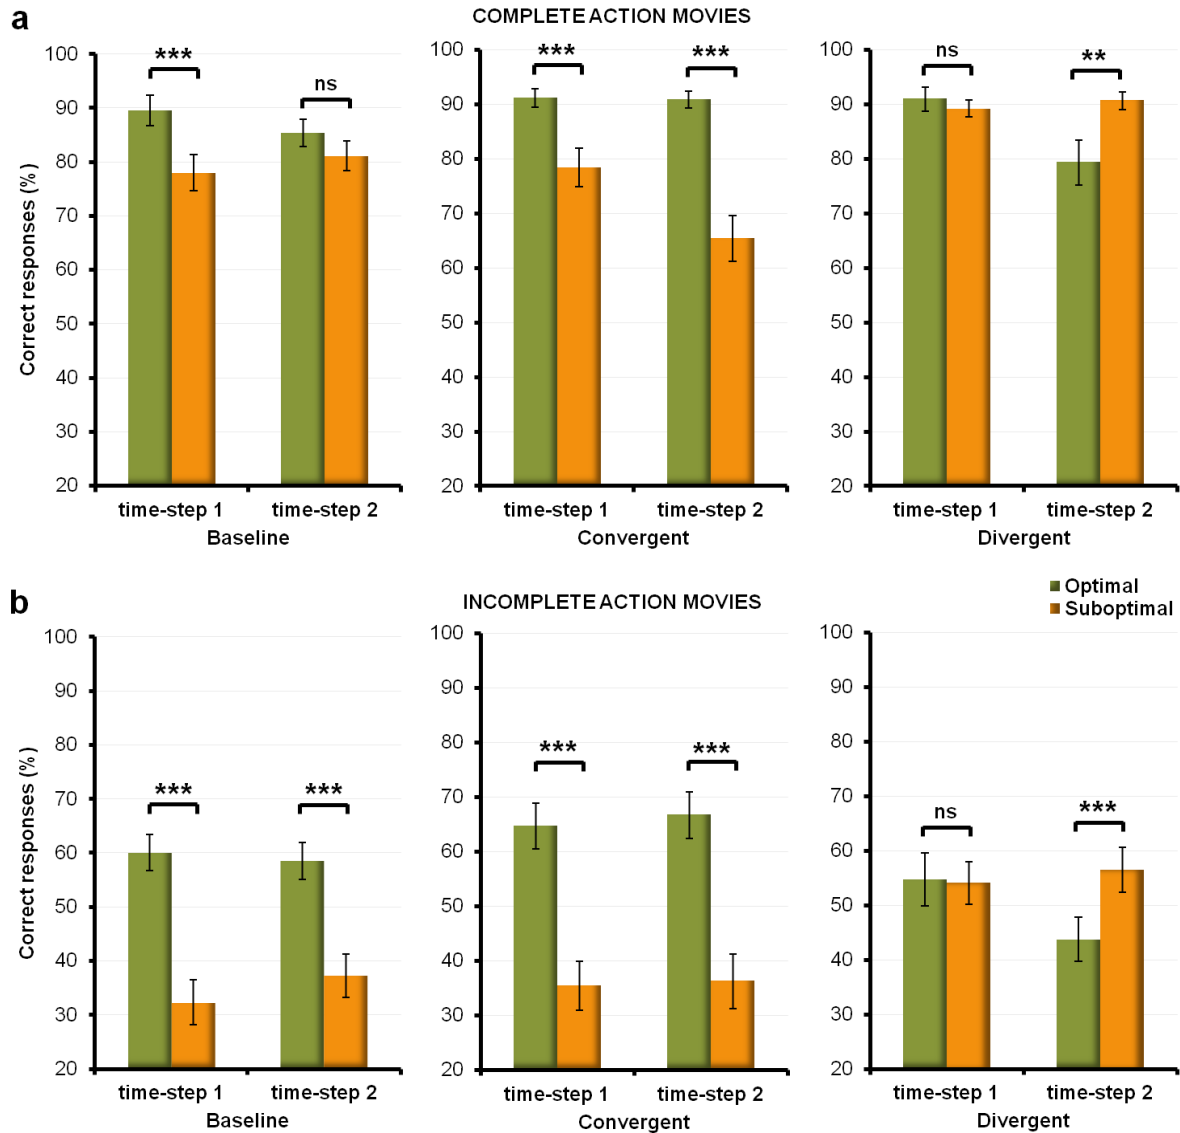 a
COMPLETE ACTION MOVIES
Correct responses (%)
100
90
80
70
60
50
40
30
20
***
ns
time-step 1
time-step 2
Baseline
100
90
80
70
60
50
40
30
20
***
***
time-step 1
time-step 2
Convergent
100
90
80
70
60
50
40
30
20
ns
**
time-step 1
time-step 2
Divergent
b
INCOMPLETE ACTION MOVIES
Optimal
Suboptimal
Correct responses (%)
100
90
80
70
60
50
40
30
20
***
***
time-step 1
time-step 2
Baseline
100
90
80
70
60
50
40
30
20
***
***
time-step 1
time-step 2
Convergent
100
90
80
70
60
50
40
30
20
ns
***
time-step 1
time-step 2
Divergent